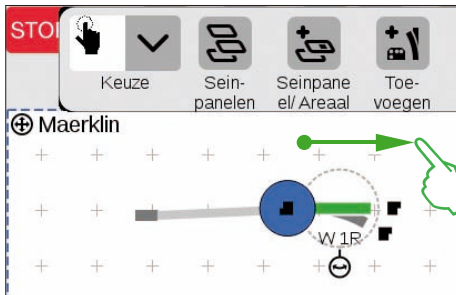 STO
Keuze
Sein-
panelen
Seinpane
el/ Areaal
Toe-
voegen
Maerklin
W 1R